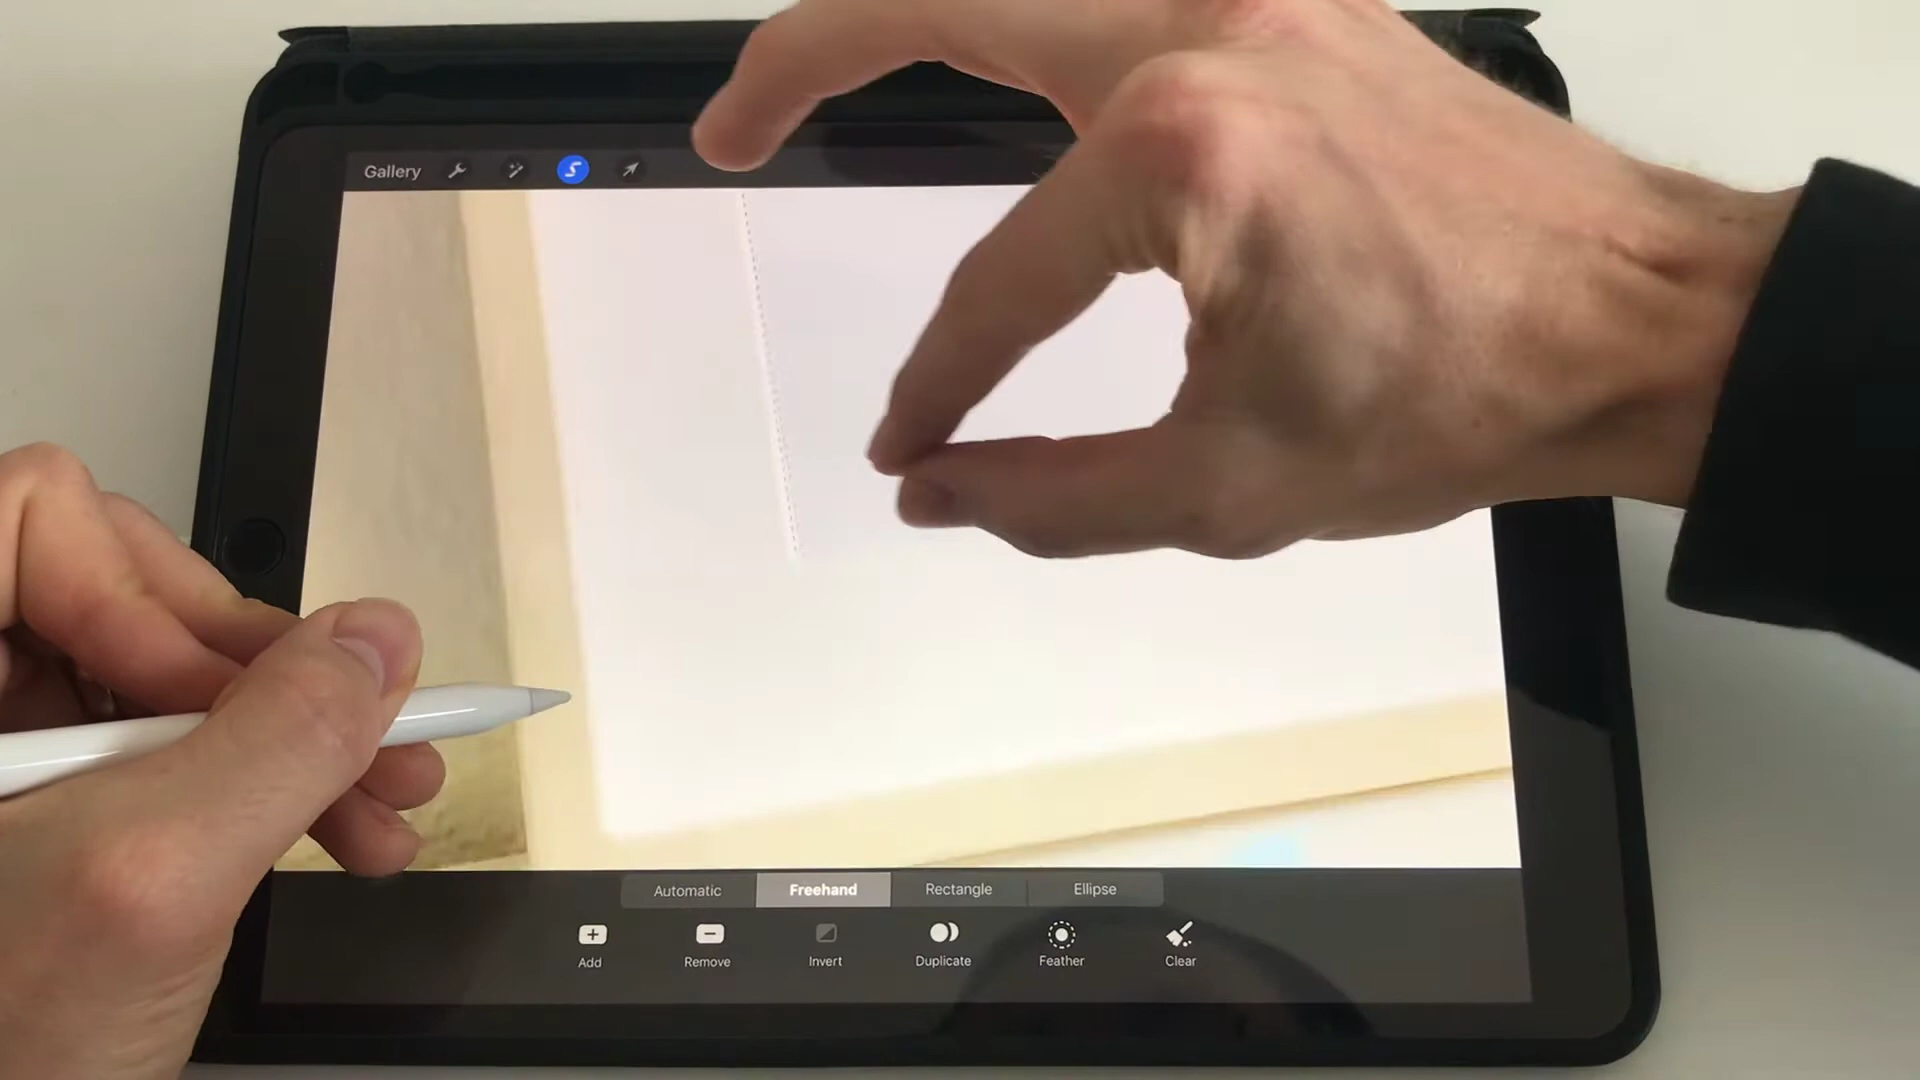 Gallery
Automatic Freehand Rectangle Ellipse
Add Remove Invert Duplicate Feather Clear